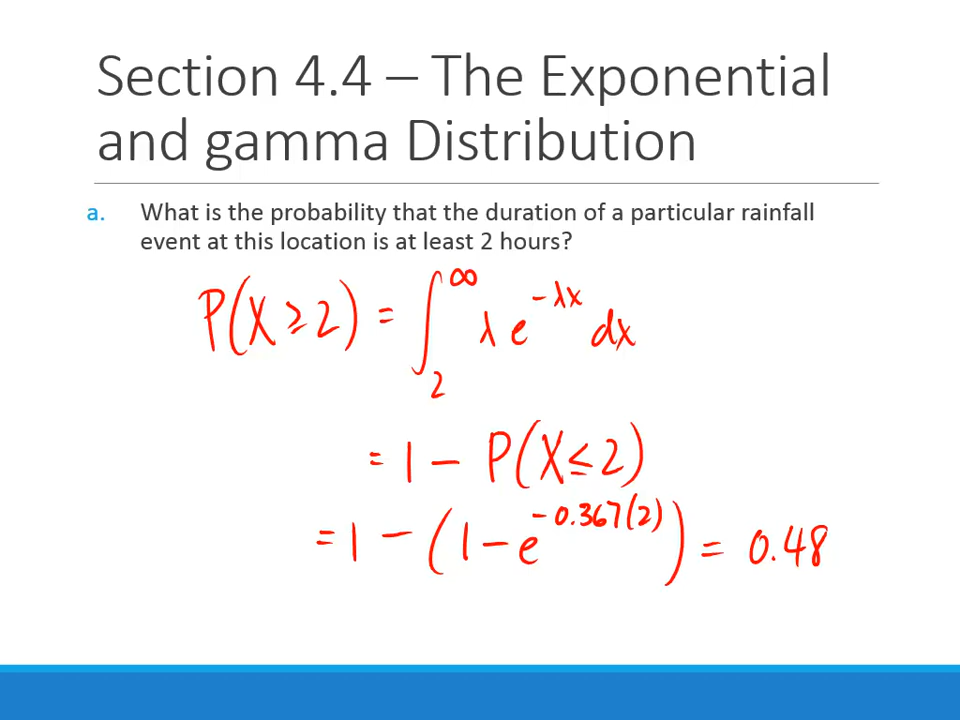 Section 4.4 – The Exponential
and gamma Distribution
a. What is the probability that the duration of a particular rainfall
event at this location is at least 2 hours?
P(X ≥ 2) = ∫₂^∞ λ e^{-λx} dx
= 1 − P(X ≤ 2)
= 1 − (1 − e^{-0.367(2)}) = 0.48